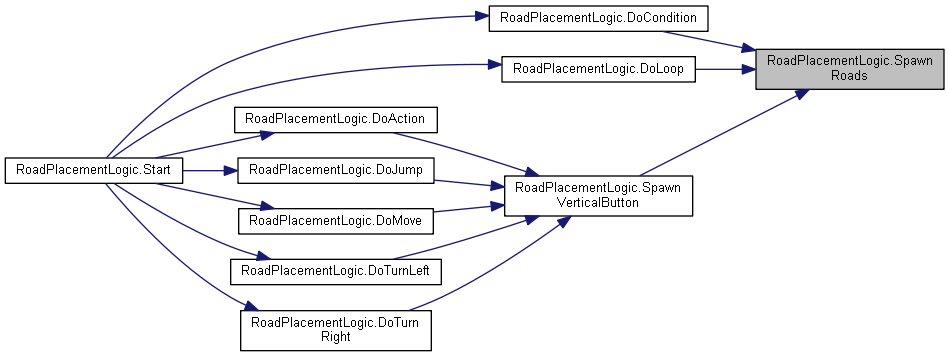 RoadPlacementLogic.DoCondition
RoadPlacementLogic.Spawn
Roads
RoadPlacementLogic.DoLoop
RoadPlacementLogic.DoAction
RoadPlacementLogic.Start
RoadPlacementLogic.DoJump
RoadPlacementLogic.Spawn
VerticalButton
RoadPlacementLogic.DoMove
RoadPlacementLogic.DoTurnLeft
RoadPlacementLogic.DoTurn
Right